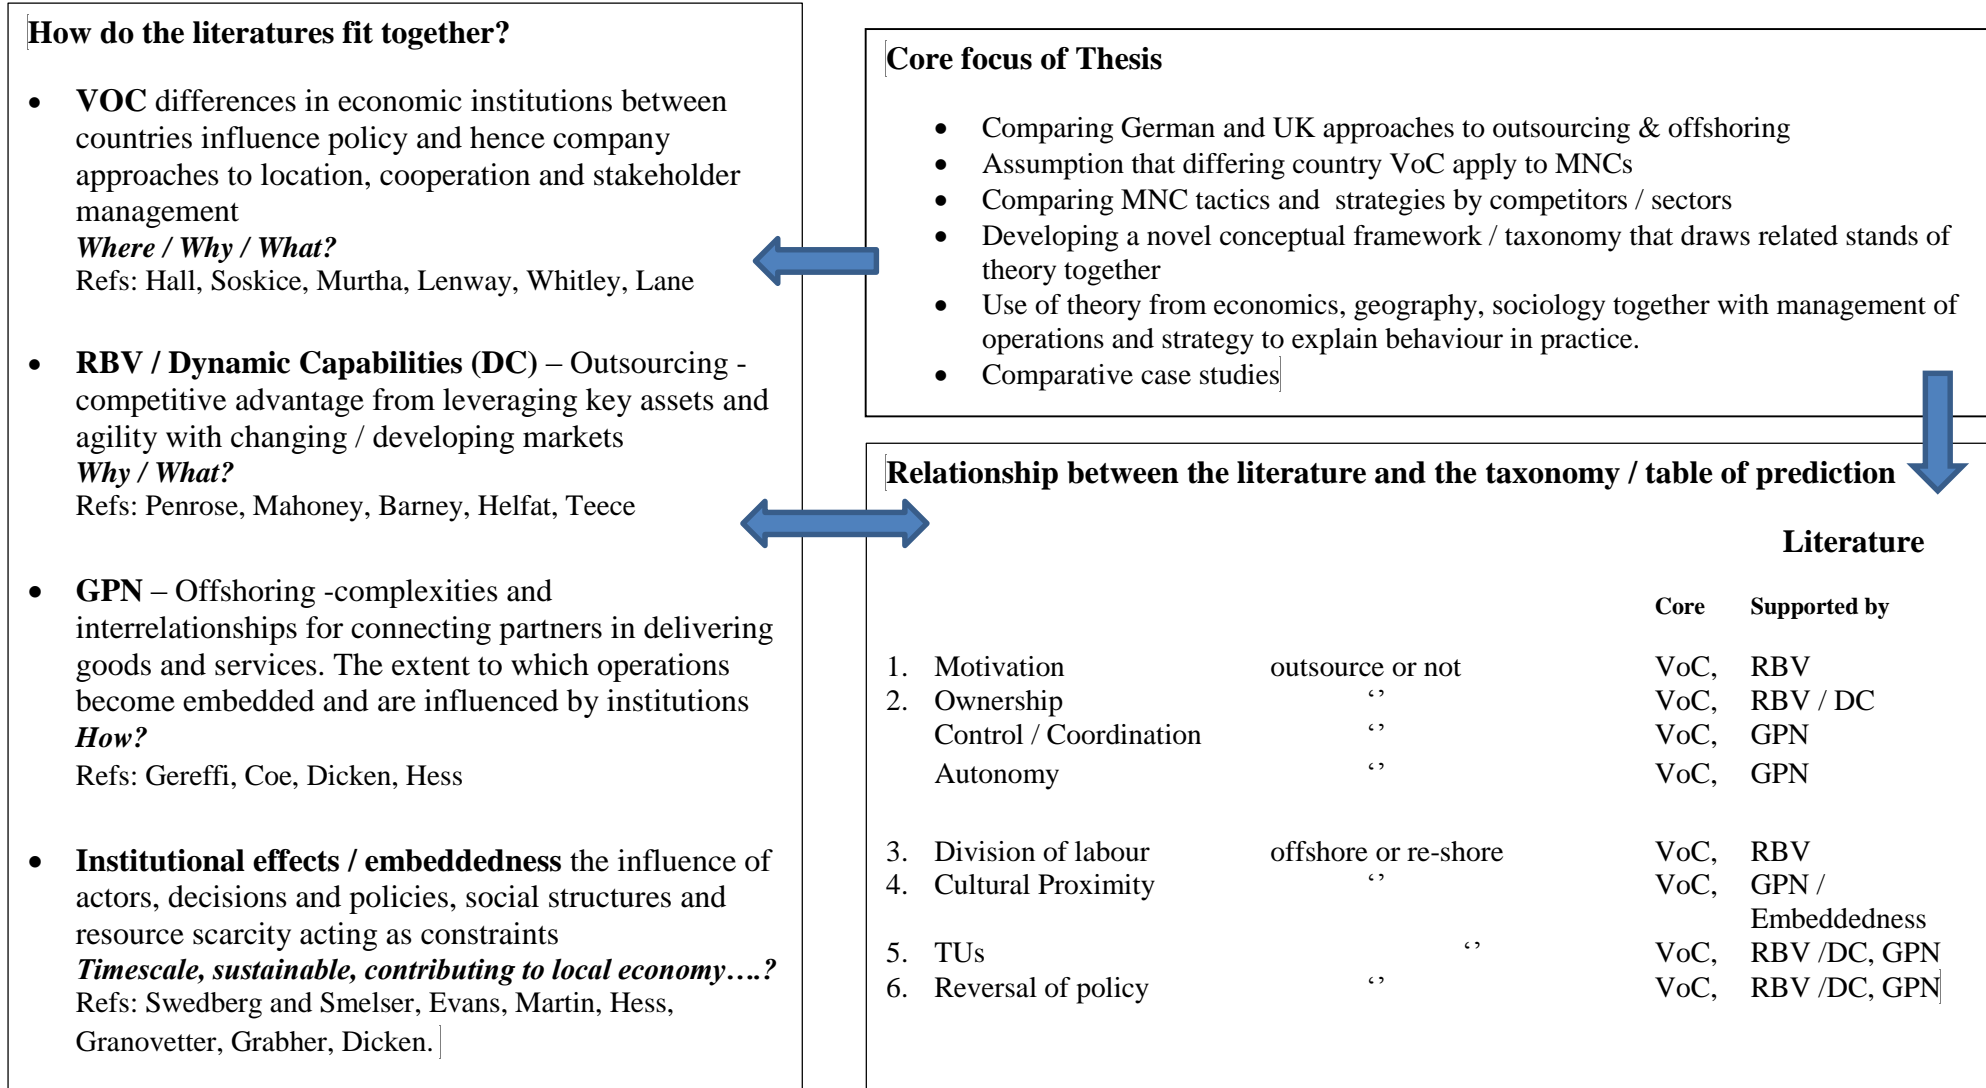 How do the literatures fit together?
• VOC differences in economic institutions between
countries influence policy and hence company
approaches to location, cooperation and stakeholder
management
Where / Why / What?
Refs: Hall, Soskice, Murtha, Lenway, Whitley, Lane
• RBV / Dynamic Capabilities (DC) – Outsourcing -
competitive advantage from leveraging key assets and
agility with changing / developing markets
Why / What?
Refs: Penrose, Mahoney, Barney, Helfat, Teece
• GPN – Offshoring -complexities and
interrelationships for connecting partners in delivering
goods and services. The extent to which operations
become embedded and are influenced by institutions
How?
Refs: Gereffi, Coe, Dicken, Hess
• Institutional effects / embeddedness the influence of
actors, decisions and policies, social structures and
resource scarcity acting as constraints
Timescale, sustainable, contributing to local economy….?
Refs: Swedberg and Smelser, Evans, Martin, Hess,
Granovetter, Grabher, Dicken.
Core focus of Thesis
• Comparing German and UK approaches to outsourcing & offshoring
• Assumption that differing country VoC apply to MNCs
• Comparing MNC tactics and strategies by competitors / sectors
• Developing a novel conceptual framework / taxonomy that draws related stands of
theory together
• Use of theory from economics, geography, sociology together with management of
operations and strategy to explain behaviour in practice.
• Comparative case studies
Relationship between the literature and the taxonomy / table of prediction
Literature
Core Supported by
1. Motivation outsource or not VoC, RBV
2. Ownership ‘’ VoC, RBV / DC
Control / Coordination ‘’ VoC, GPN
Autonomy ‘’ VoC, GPN
3. Division of labour offshore or re-shore VoC, RBV
4. Cultural Proximity ‘’ VoC, GPN /
Embeddedness
5. TUs ‘’ VoC, RBV /DC, GPN
6. Reversal of policy ‘’ VoC, RBV /DC, GPN